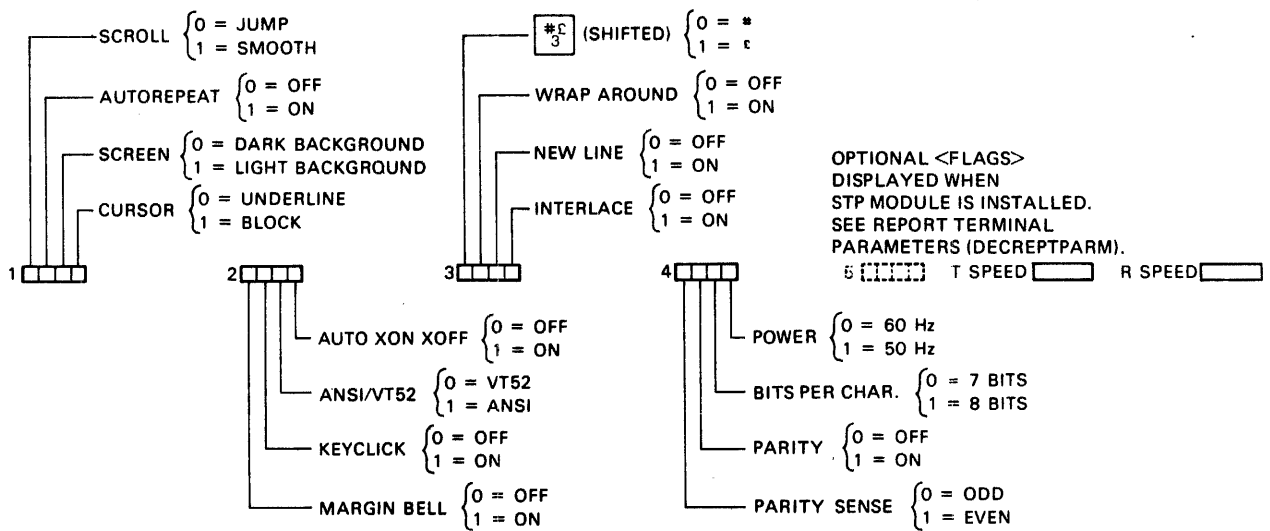 SCROLL 0 = JUMP
1 = SMOOTH
AUTOREPEAT 0 = OFF
1 = ON
SCREEN 0 = DARK BACKGROUND
1 = LIGHT BACKGROUND
CURSOR 0 = UNDERLINE
1 = BLOCK
1
#£
3
(SHIFTED) 0 = #
1 = £
WRAP AROUND 0 = OFF
1 = ON
NEW LINE 0 = OFF
1 = ON
INTERLACE 0 = OFF
1 = ON
OPTIONAL <FLAGS>
DISPLAYED WHEN
STP MODULE IS INSTALLED.
SEE REPORT TERMINAL
PARAMETERS (DECREPTPARM).
2
3
4
5 T SPEED R SPEED
AUTO XON XOFF 0 = OFF
1 = ON
ANSI/VT52 0 = VT52
1 = ANSI
KEYCLICK 0 = OFF
1 = ON
MARGIN BELL 0 = OFF
1 = ON
POWER 0 = 60 Hz
1 = 50 Hz
BITS PER CHAR. 0 = 7 BITS
1 = 8 BITS
PARITY 0 = OFF
1 = ON
PARITY SENSE 0 = ODD
1 = EVEN